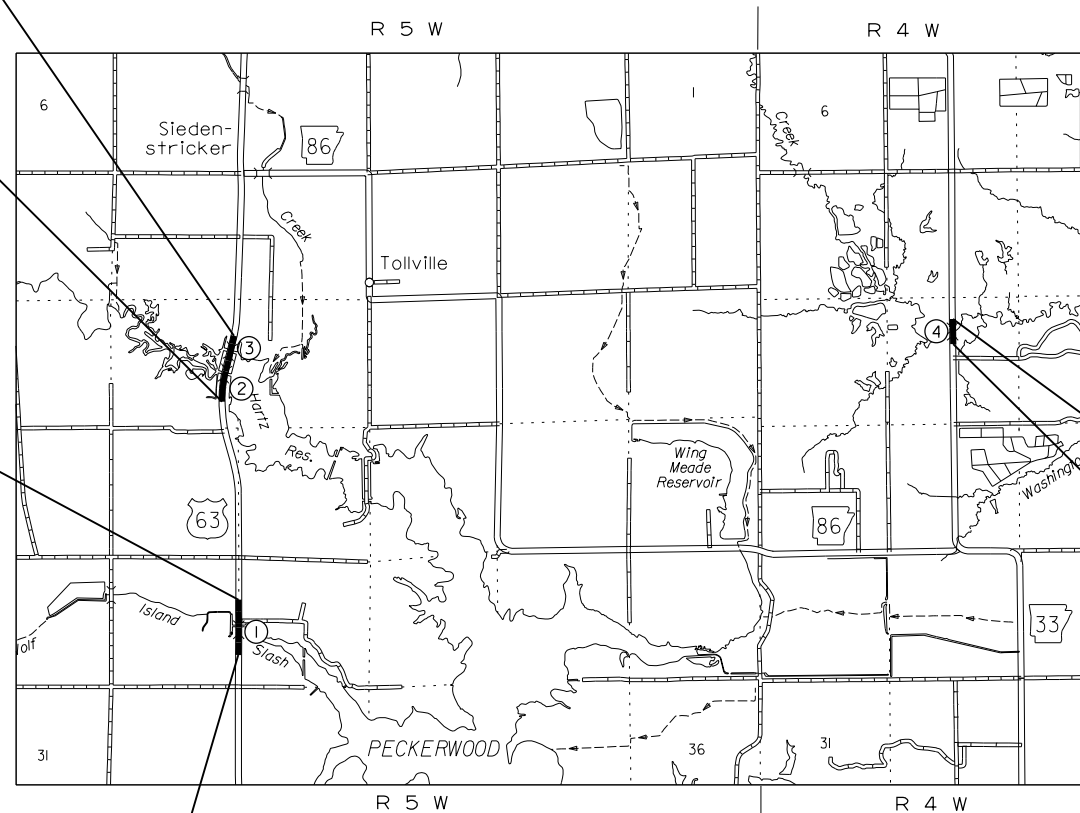 R 5 W
R 4 W
6
1
6
Sieden-
stricker
86
Creek
Creek
Tollville
3
4
2
Hartz
Res.
Wing
Meade
Reservoir
63
86
Island
1
Slash
33
PECKERWOOD
31
36
31
R 5 W
R 4 W